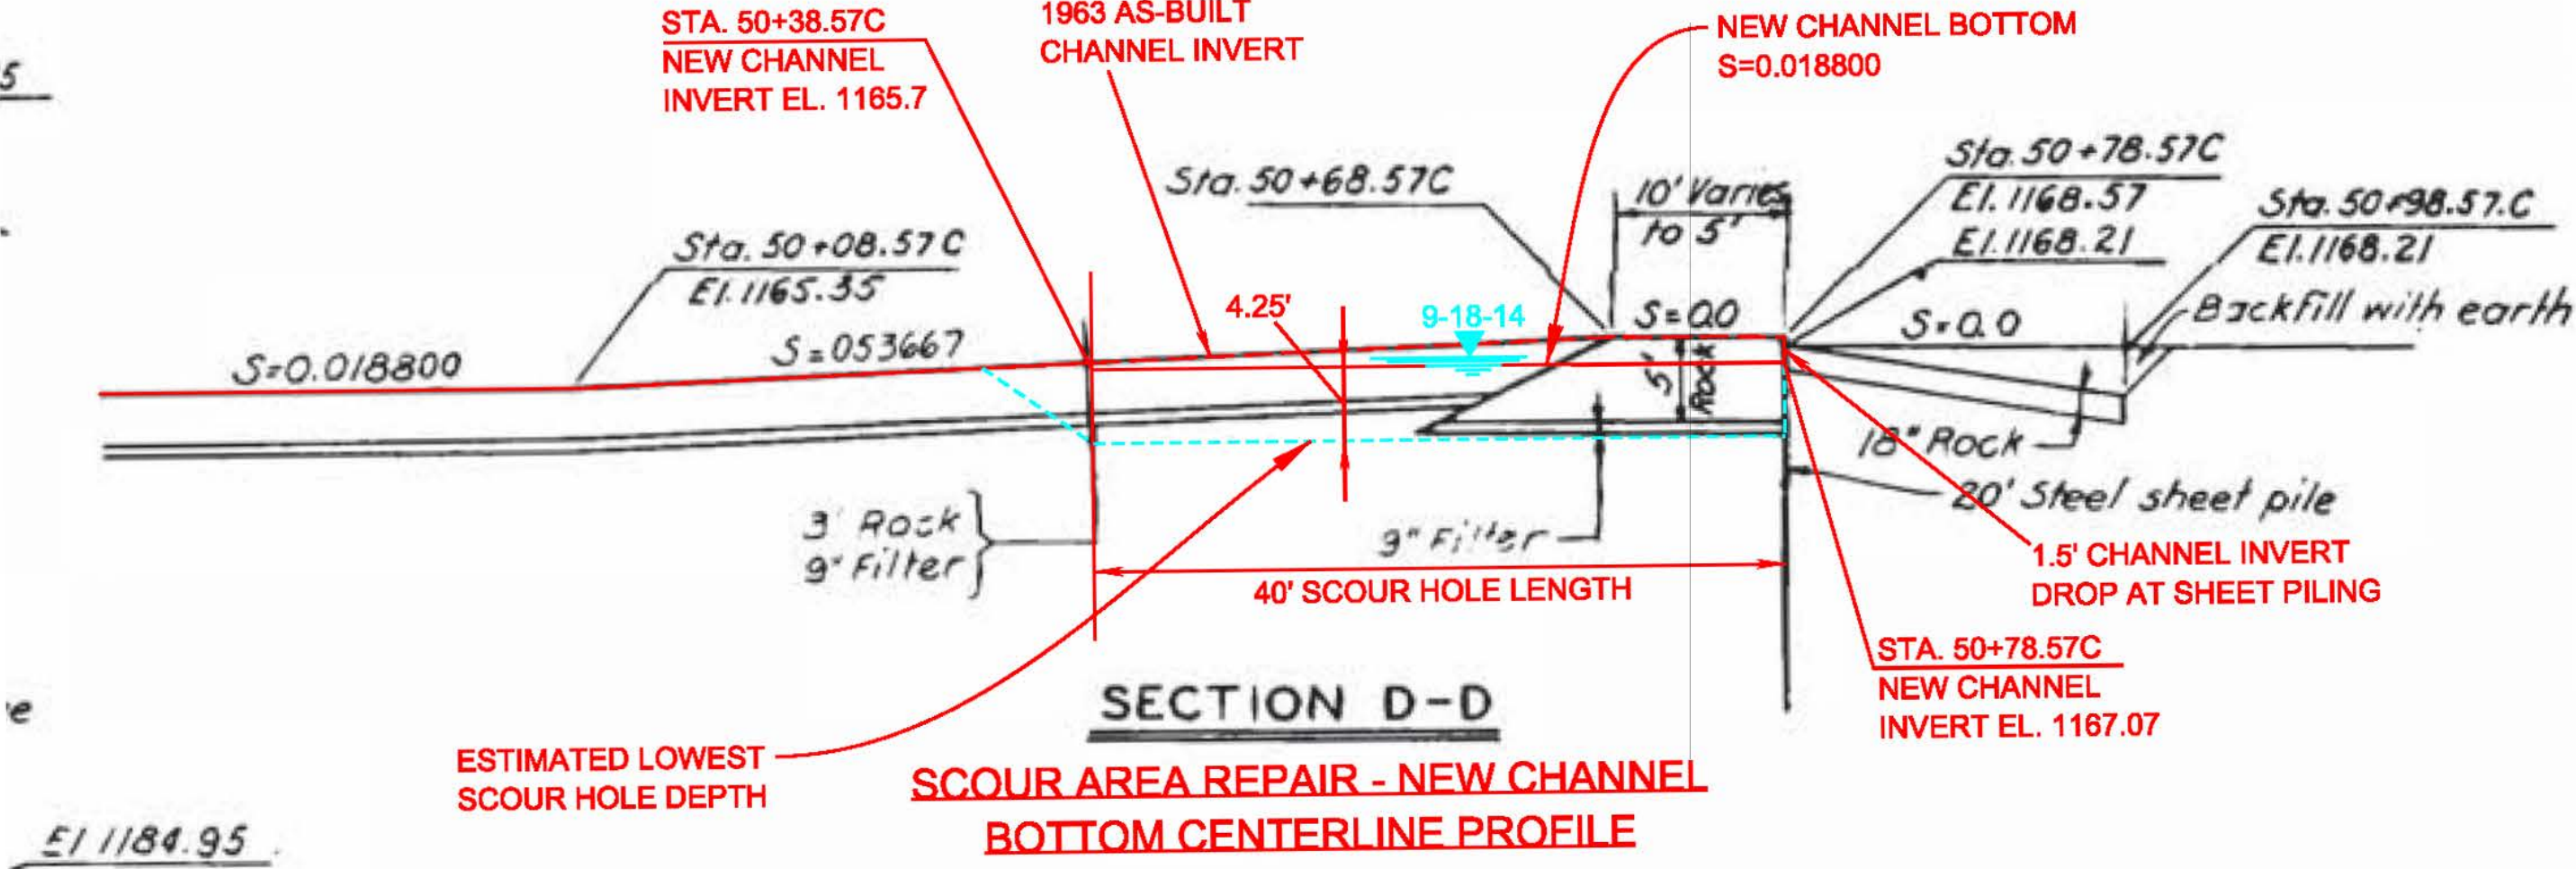 STA. 50+38.57C
NEW CHANNEL
INVERT EL. 1165.7
1963 AS-BUILT
CHANNEL INVERT
NEW CHANNEL BOTTOM
S=0.018800
5
Sta. 50+68.57C
10' Varies
to 5'
Sta. 50+78.57C
El. 1168.57
El. 1168.21
Sta. 50+98.57.C
El. 1168.21
Backfill with earth
Sta. 50+08.57C
El. 1165.35
S=0.018800
S=053667
4.25'
9-18-14
S=0.0
S=0.0
5'
Rock
18" Rock
20' Steel sheet pile
3' Rock
9" Filter
9" Filter
40' SCOUR HOLE LENGTH
1.5' CHANNEL INVERT
DROP AT SHEET PILING
STA. 50+78.57C
NEW CHANNEL
INVERT EL. 1167.07
SECTION D-D
ESTIMATED LOWEST
SCOUR HOLE DEPTH
SCOUR AREA REPAIR - NEW CHANNEL
BOTTOM CENTERLINE PROFILE
El 1184.95